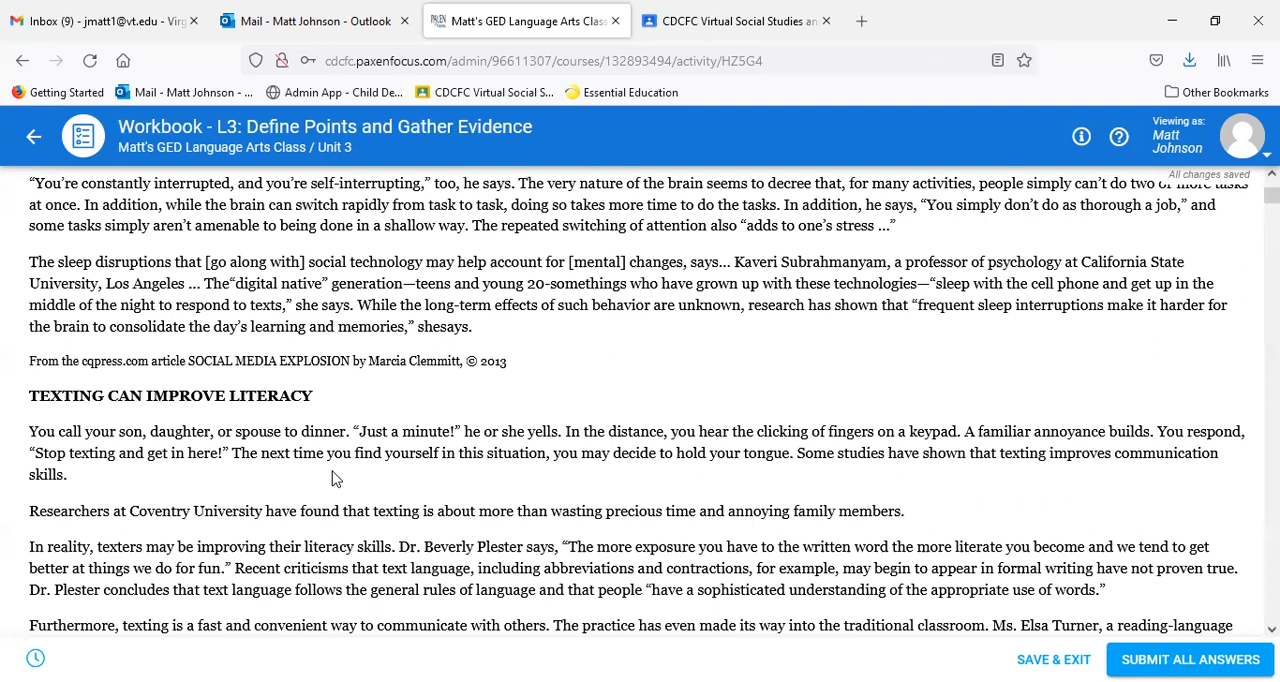 Inbox (9) - jmatt1@vt.edu - Virg
Mail - Matt Johnson - Outlook
Matt's GED Language Arts Class
CDCFC Virtual Social Studies an
cdcfc.paxenfocus.com/admin/96611307/courses/132893494/activity/HZ5G4
Getting Started
Mail - Matt Johnson - ...
Admin App - Child De...
CDCFC Virtual Social S...
Essential Education
Other Bookmarks
Workbook - L3: Define Points and Gather Evidence
Matt's GED Language Arts Class / Unit 3
Viewing as:
Matt
Johnson
All changes saved
“You’re constantly interrupted, and you’re self-interrupting,” too, he says. The very nature of the brain seems to decree that, for many activities, people simply can’t do two or more tasks
at once. In addition, while the brain can switch rapidly from task to task, doing so takes more time to do the tasks. In addition, he says, “You simply don’t do as thorough a job,” and
some tasks simply aren’t amenable to being done in a shallow way. The repeated switching of attention also “adds to one’s stress ...”
The sleep disruptions that [go along with] social technology may help account for [mental] changes, says... Kaveri Subrahmanyam, a professor of psychology at California State
University, Los Angeles ... The“digital native” generation—teens and young 20-somethings who have grown up with these technologies—“sleep with the cell phone and get up in the
middle of the night to respond to texts,” she says. While the long-term effects of such behavior are unknown, research has shown that “frequent sleep interruptions make it harder for
the brain to consolidate the day’s learning and memories,” shesays.
From the cqpress.com article SOCIAL MEDIA EXPLOSION by Marcia Clemmitt, © 2013
TEXTING CAN IMPROVE LITERACY
You call your son, daughter, or spouse to dinner. “Just a minute!” he or she yells. In the distance, you hear the clicking of fingers on a keypad. A familiar annoyance builds. You respond,
“Stop texting and get in here!” The next time you find yourself in this situation, you may decide to hold your tongue. Some studies have shown that texting improves communication
skills.
Researchers at Coventry University have found that texting is about more than wasting precious time and annoying family members.
In reality, texters may be improving their literacy skills. Dr. Beverly Plester says, “The more exposure you have to the written word the more literate you become and we tend to get
better at things we do for fun.” Recent criticisms that text language, including abbreviations and contractions, for example, may begin to appear in formal writing have not proven true.
Dr. Plester concludes that text language follows the general rules of language and that people “have a sophisticated understanding of the appropriate use of words.”
Furthermore, texting is a fast and convenient way to communicate with others. The practice has even made its way into the traditional classroom. Ms. Elsa Turner, a reading-language
SAVE & EXIT
SUBMIT ALL ANSWERS